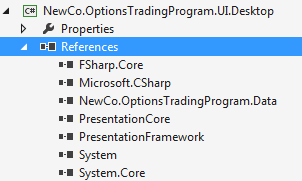 C# NewCo.OptionsTradingProgram.UI.Desktop
Properties
References
FSharp.Core
Microsoft.CSharp
NewCo.OptionsTradingProgram.Data
PresentationCore
PresentationFramework
System
System.Core